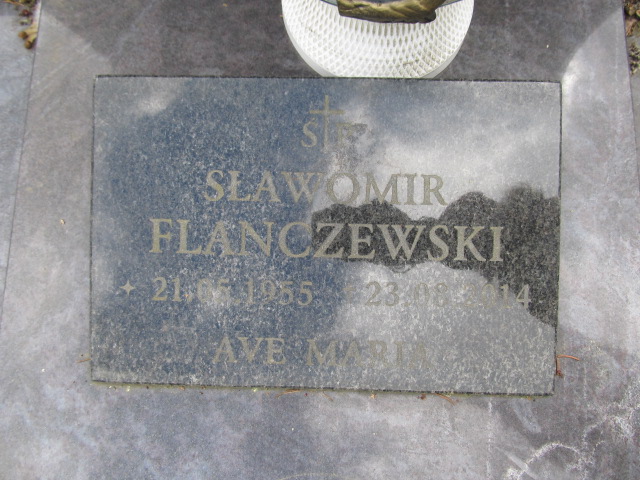 S P
SŁAWOMIR
FLANCZEWSKI
21.05.1955 23.08.2014
AVE MARIA